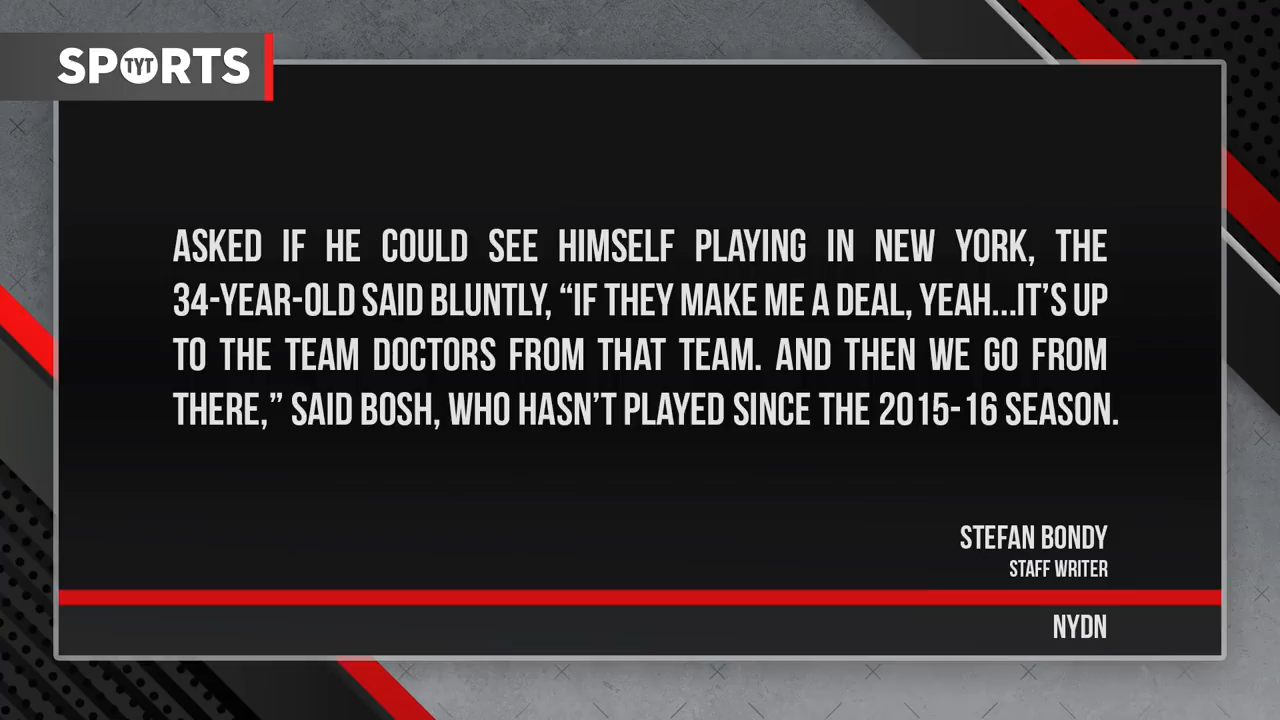 SPORTS
TYT
ASKED IF HE COULD SEE HIMSELF PLAYING IN NEW YORK, THE
34-YEAR-OLD SAID BLUNTLY, “IF THEY MAKE ME A DEAL, YEAH...IT’S UP
TO THE TEAM DOCTORS FROM THAT TEAM. AND THEN WE GO FROM
THERE,” SAID BOSH, WHO HASN’T PLAYED SINCE THE 2015-16 SEASON.
STEFAN BONDY
STAFF WRITER
NYDN